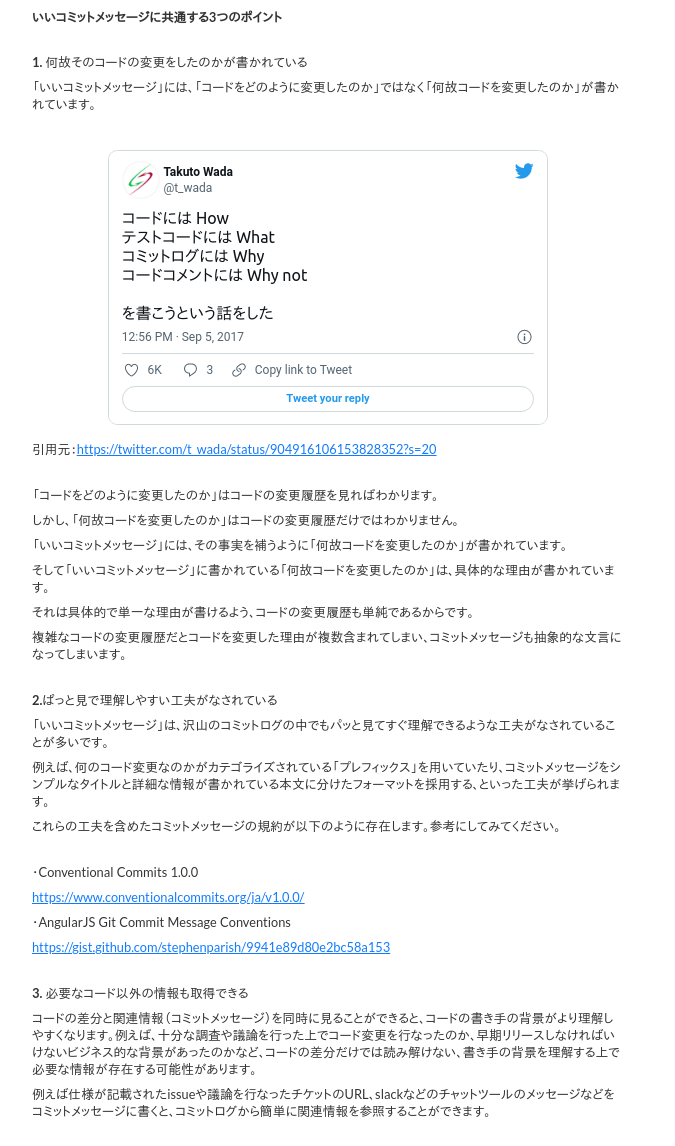 いいコミットメッセージに共通する3つのポイント
1. 何故そのコードの変更をしたのかが書かれている
「いいコミットメッセージ」には、「コードをどのように変更したのか」ではなく「何故コードを変更したのか」が書か
れています。
Takuto Wada
@t_wada
コードには How
テストコードには What
コミットログには Why
コードコメントには Why not
を書こうという話をした
12:56 PM · Sep 5, 2017
6K 3 Copy link to Tweet
Tweet your reply
引用元：https://twitter.com/t_wada/status/904916106153828352?s=20
「コードをどのように変更したのか」はコードの変更履歴を見ればわかります。
しかし、「何故コードを変更したのか」はコードの変更履歴だけではわかりません。
「いいコミットメッセージ」には、その事実を補うように「何故コードを変更したのか」が書かれています。
そして「いいコミットメッセージ」に書かれている「何故コードを変更したのか」は、具体的な理由が書かれていま
す。
それは具体的で単一な理由が書けるよう、コードの変更履歴も単純であるからです。
複雑なコードの変更履歴だとコードを変更した理由が複数含まれてしまい、コミットメッセージも抽象的な文言に
なってしまいます。
2.ぱっと見で理解しやすい工夫がなされている
「いいコミットメッセージ」は、沢山のコミットログの中でもパッと見てすぐ理解できるような工夫がなされているこ
とが多いです。
例えば、何のコード変更なのかがカテゴライズされている「プレフィックス」を用いていたり、コミットメッセージをシ
ンプルなタイトルと詳細な情報が書かれている本文に分けたフォーマットを採用する、といった工夫が挙げられま
す。
これらの工夫を含めたコミットメッセージの規約が以下のように存在します。参考にしてみてください。
・Conventional Commits 1.0.0
https://www.conventionalcommits.org/ja/v1.0.0/
・AngularJS Git Commit Message Conventions
https://gist.github.com/stephenparish/9941e89d80e2bc58a153
3. 必要なコード以外の情報も取得できる
コードの差分と関連情報（コミットメッセージ）を同時に見ることができると、コードの書き手の背景がより理解し
やすくなります。例えば、十分な調査や議論を行った上でコード変更を行なったのか、早期リリースしなければい
けないビジネス的な背景があったのかなど、コードの差分だけでは読み解けない、書き手の背景を理解する上で
必要な情報が存在する可能性があります。
例えば仕様が記載されたissueや議論を行なったチケットのURL、slackなどのチャットツールのメッセージなどを
コミットメッセージに書くと、コミットログから簡単に関連情報を参照することができます。